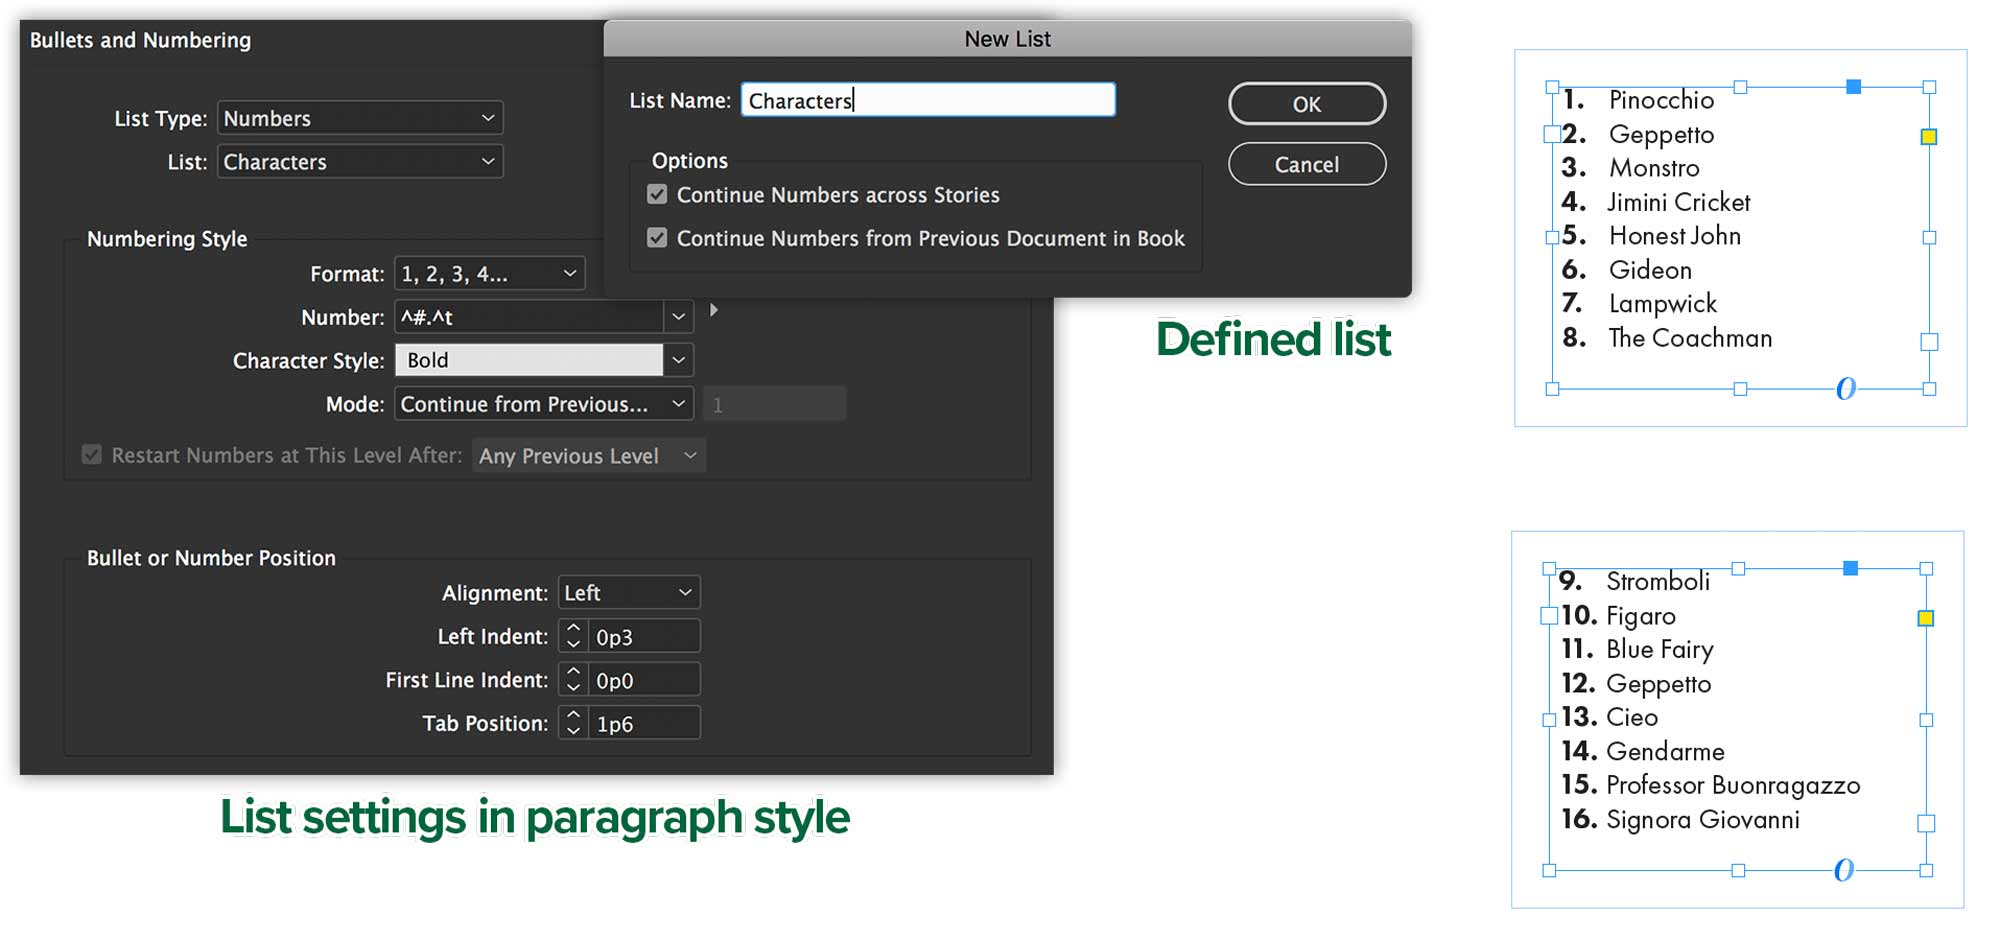 Bullets and Numbering
List Type: Numbers
List: Characters
Numbering Style
Format: 1, 2, 3, 4...
Number: ^#.^t
Character Style: Bold
Mode: Continue from Previous... 1
Restart Numbers at This Level After: Any Previous Level
Bullet or Number Position
Alignment: Left
Left Indent: 0p3
First Line Indent: 0p0
Tab Position: 1p6
List settings in paragraph style
New List
List Name: Characters
OK
Cancel
Options
Continue Numbers across Stories
Continue Numbers from Previous Document in Book
Defined list
1. Pinocchio
2. Geppetto
3. Monstro
4. Jimini Cricket
5. Honest John
6. Gideon
7. Lampwick
8. The Coachman
9. Stromboli
10. Figaro
11. Blue Fairy
12. Geppetto
13. Cieo
14. Gendarme
15. Professor Buonragazzo
16. Signora Giovanni